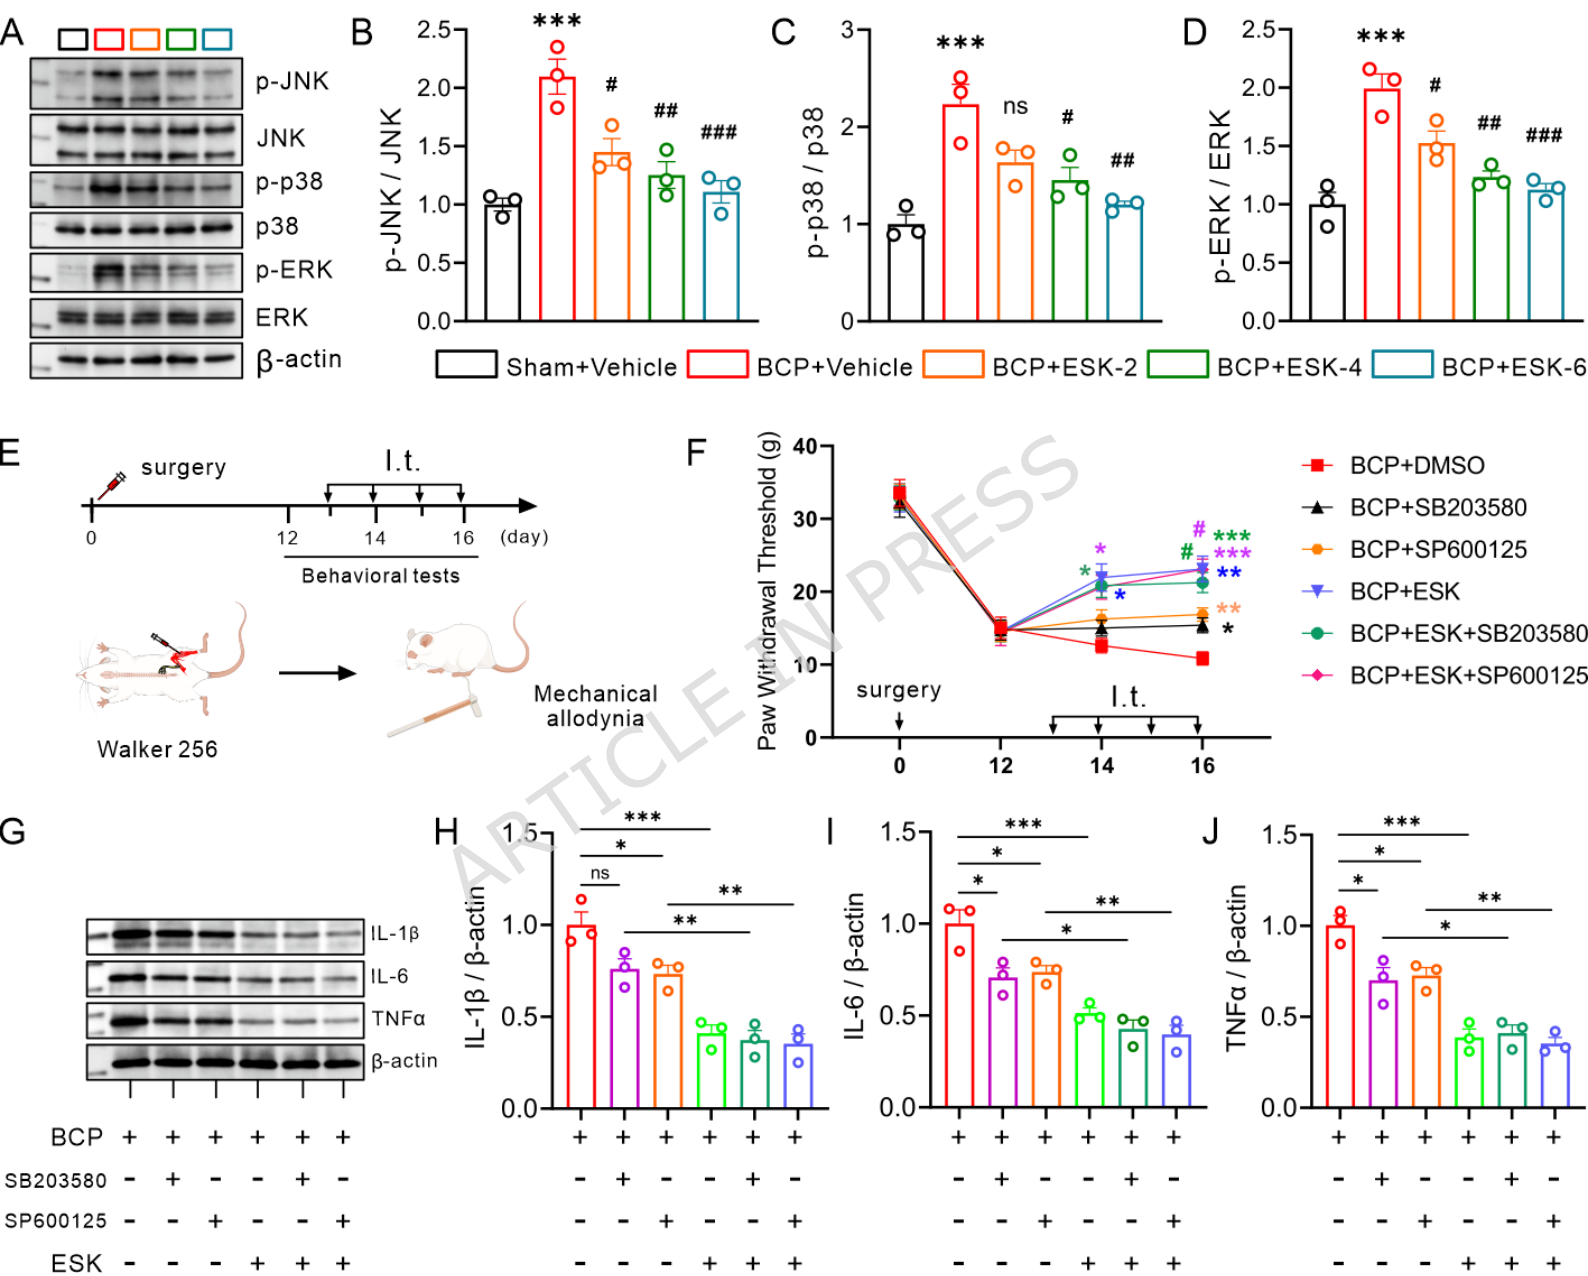 A
p-JNK
JNK
p-p38
p38
p-ERK
ERK
β-actin
B
p-JNK / JNK
2.5
2.0
1.5
1.0
0.5
0.0
***
#
##
###
C
p-p38 / p38
3
2
1
0
***
ns
#
##
D
p-ERK / ERK
2.5
2.0
1.5
1.0
0.5
0.0
***
#
##
###
Sham+Vehicle BCP+Vehicle BCP+ESK-2 BCP+ESK-4 BCP+ESK-6
E
surgery
I.t.
0 12 14 16 (day)
Behavioral tests
Walker 256
Mechanical
allodynia
F
Paw Withdrawal Threshold (g)
40
30
20
10
0
surgery
I.t.
0 12 14 16
*
*
*
#
#
***
***
**
**
*
BCP+DMSO
BCP+SB203580
BCP+SP600125
BCP+ESK
BCP+ESK+SB203580
BCP+ESK+SP600125
ARTICLE IN PRESS
G
IL-1β
IL-6
TNFα
β-actin
BCP + + + + + +
SB203580 - + - - + -
SP600125 - - + - - +
ESK - - - + + +
H
IL-1β / β-actin
1.5
1.0
0.5
0.0
***
*
ns
**
**
+ + + + + +
- + - - + -
- - + - - +
- - - + + +
I
IL-6 / β-actin
1.5
1.0
0.5
0.0
***
*
*
**
*
+ + + + + +
- + - - + -
- - + - - +
- - - + + +
J
TNFα / β-actin
1.5
1.0
0.5
0.0
***
*
*
**
*
+ + + + + +
- + - - + -
- - + - - +
- - - + + +